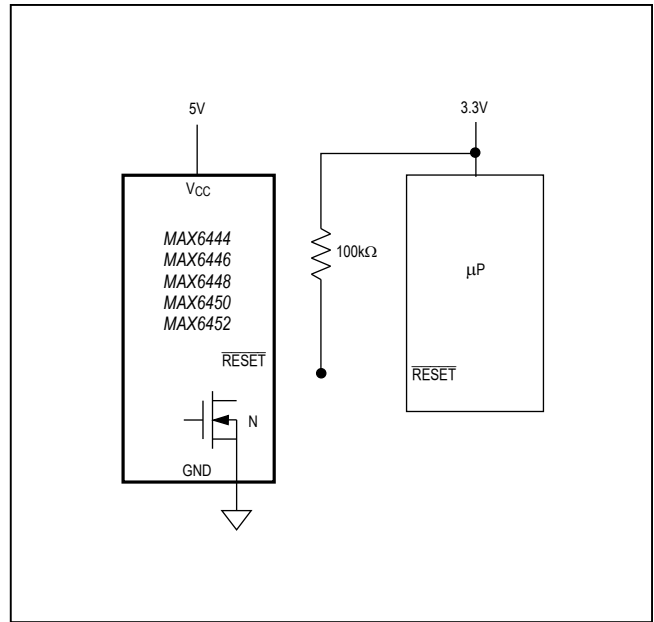 5V
3.3V
VCC
MAX6444
MAX6446
MAX6448
MAX6450
MAX6452
100kΩ
μP
RESET
RESET
N
GND